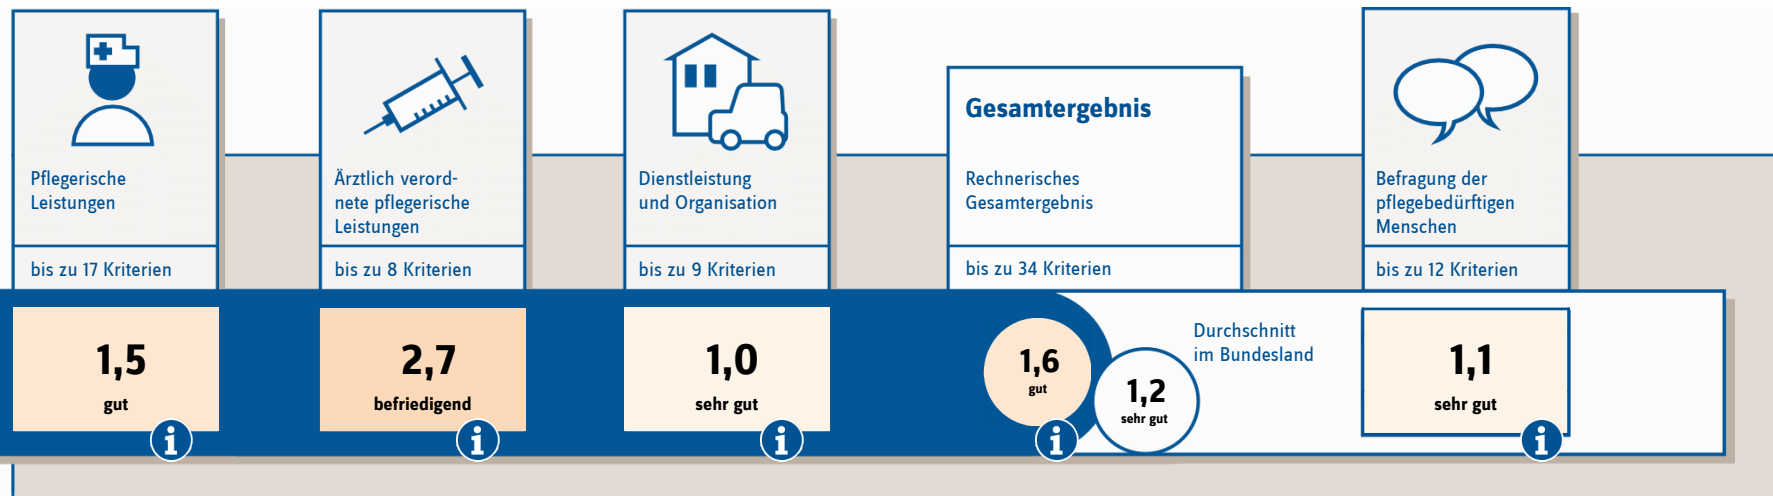 Pflegerische
Leistungen
bis zu 17 Kriterien
1,5
gut
i
Ärztlich verord-
nete pflegerische
Leistungen
bis zu 8 Kriterien
2,7
befriedigend
i
Dienstleistung
und Organisation
bis zu 9 Kriterien
1,0
sehr gut
i
Gesamtergebnis
Rechnerisches
Gesamtergebnis
bis zu 34 Kriterien
1,6
gut
i
1,2
sehr gut
Durchschnitt
im Bundesland
Befragung der
pflegebedürftigen
Menschen
bis zu 12 Kriterien
1,1
sehr gut
i